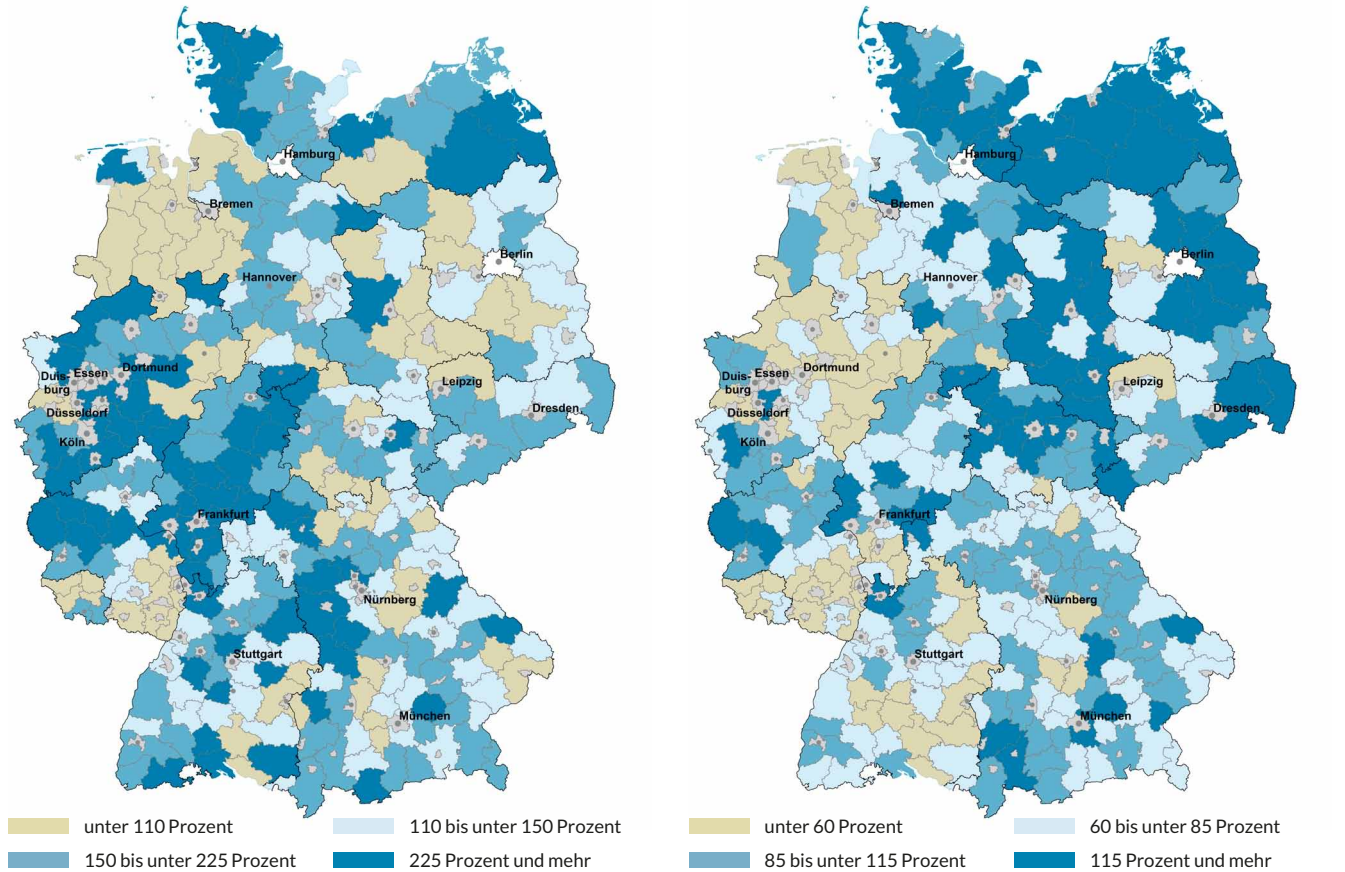 Hamburg
Bremen
Berlin
Hannover
Duis-
burg
Essen
Dortmund
Düsseldorf
Leipzig
Dresden
Köln
Frankfurt
Nürnberg
Stuttgart
München
unter 110 Prozent
110 bis unter 150 Prozent
150 bis unter 225 Prozent
225 Prozent und mehr
Hamburg
Bremen
Berlin
Hannover
Duis-
burg
Essen
Dortmund
Düsseldorf
Leipzig
Dresden
Köln
Frankfurt
Nürnberg
Stuttgart
München
unter 60 Prozent
60 bis unter 85 Prozent
85 bis unter 115 Prozent
115 Prozent und mehr